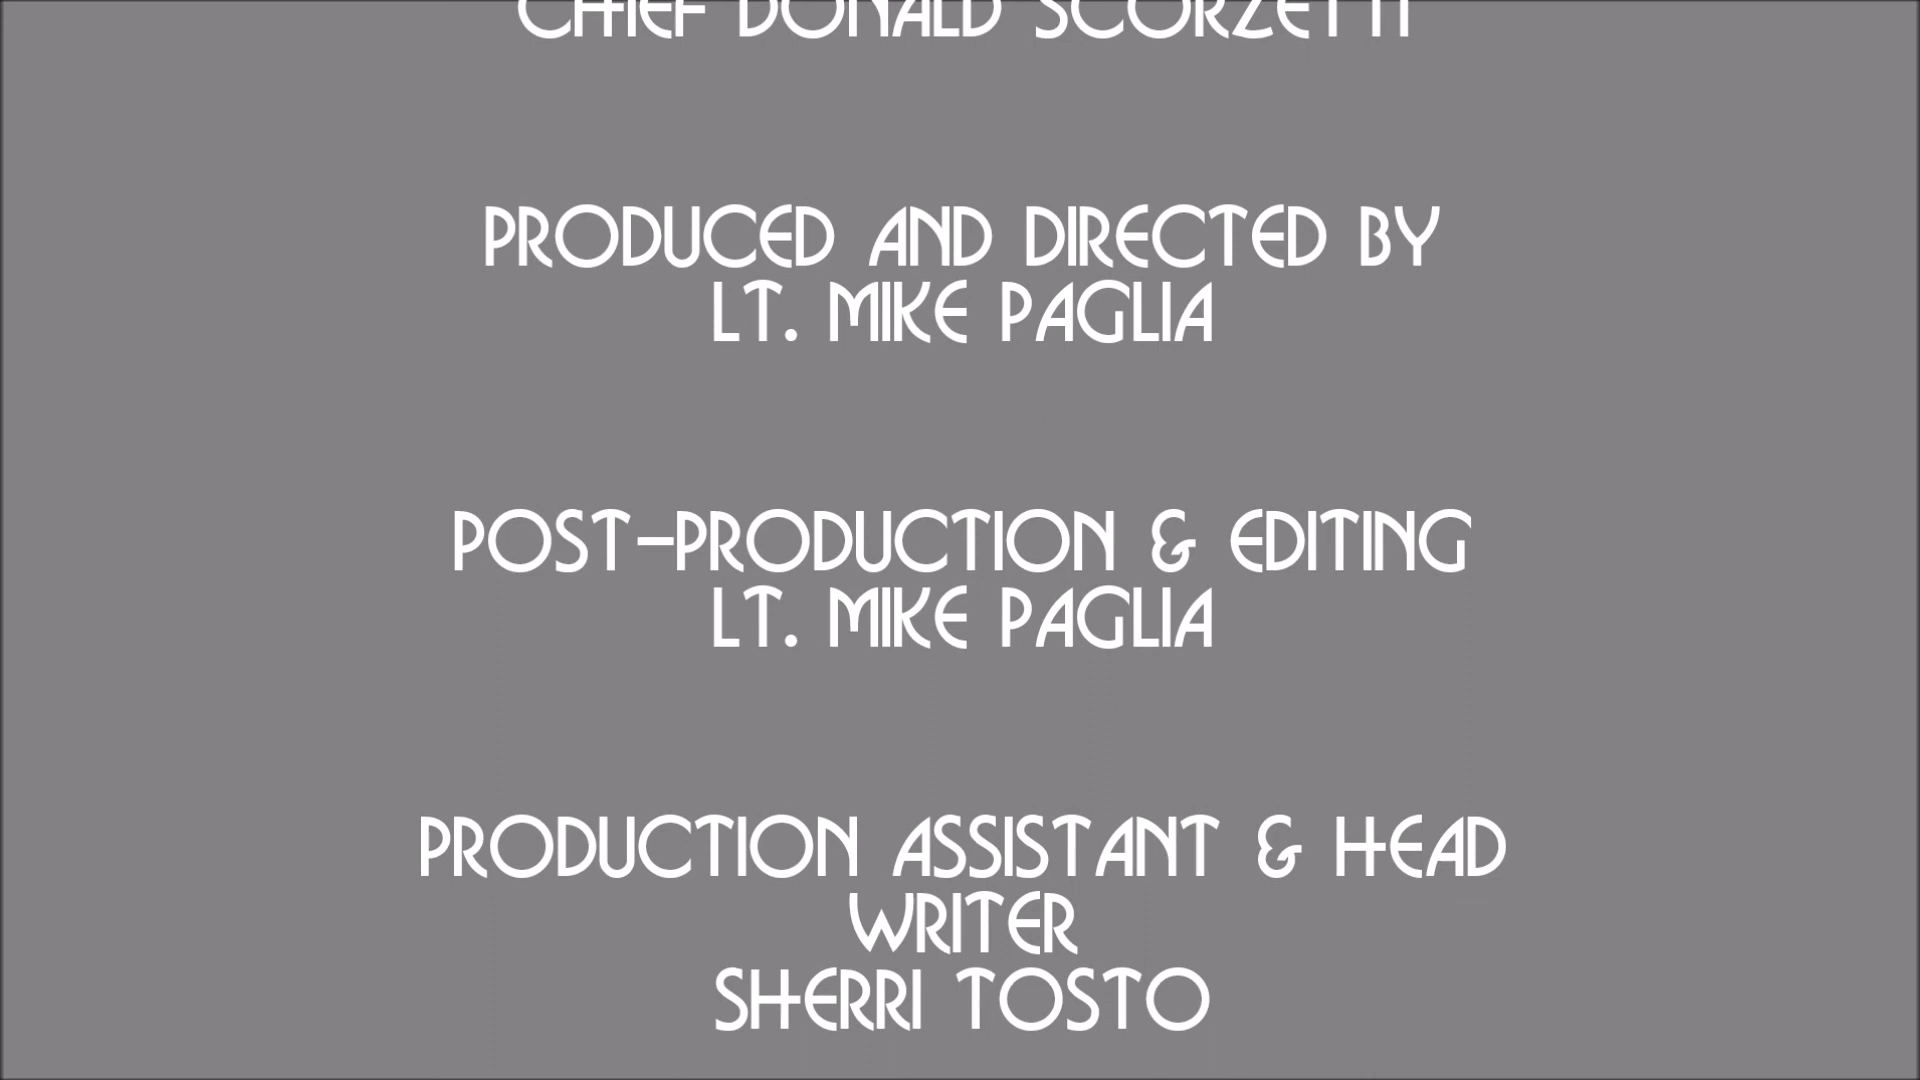 CHIEF DONALD SCORZETTI
PRODUCED AND DIRECTED BY
LT. MIKE PAGLIA
POST-PRODUCTION & EDITING
LT. MIKE PAGLIA
PRODUCTION ASSISTANT & HEAD
WRITER
SHERRI TOSTO